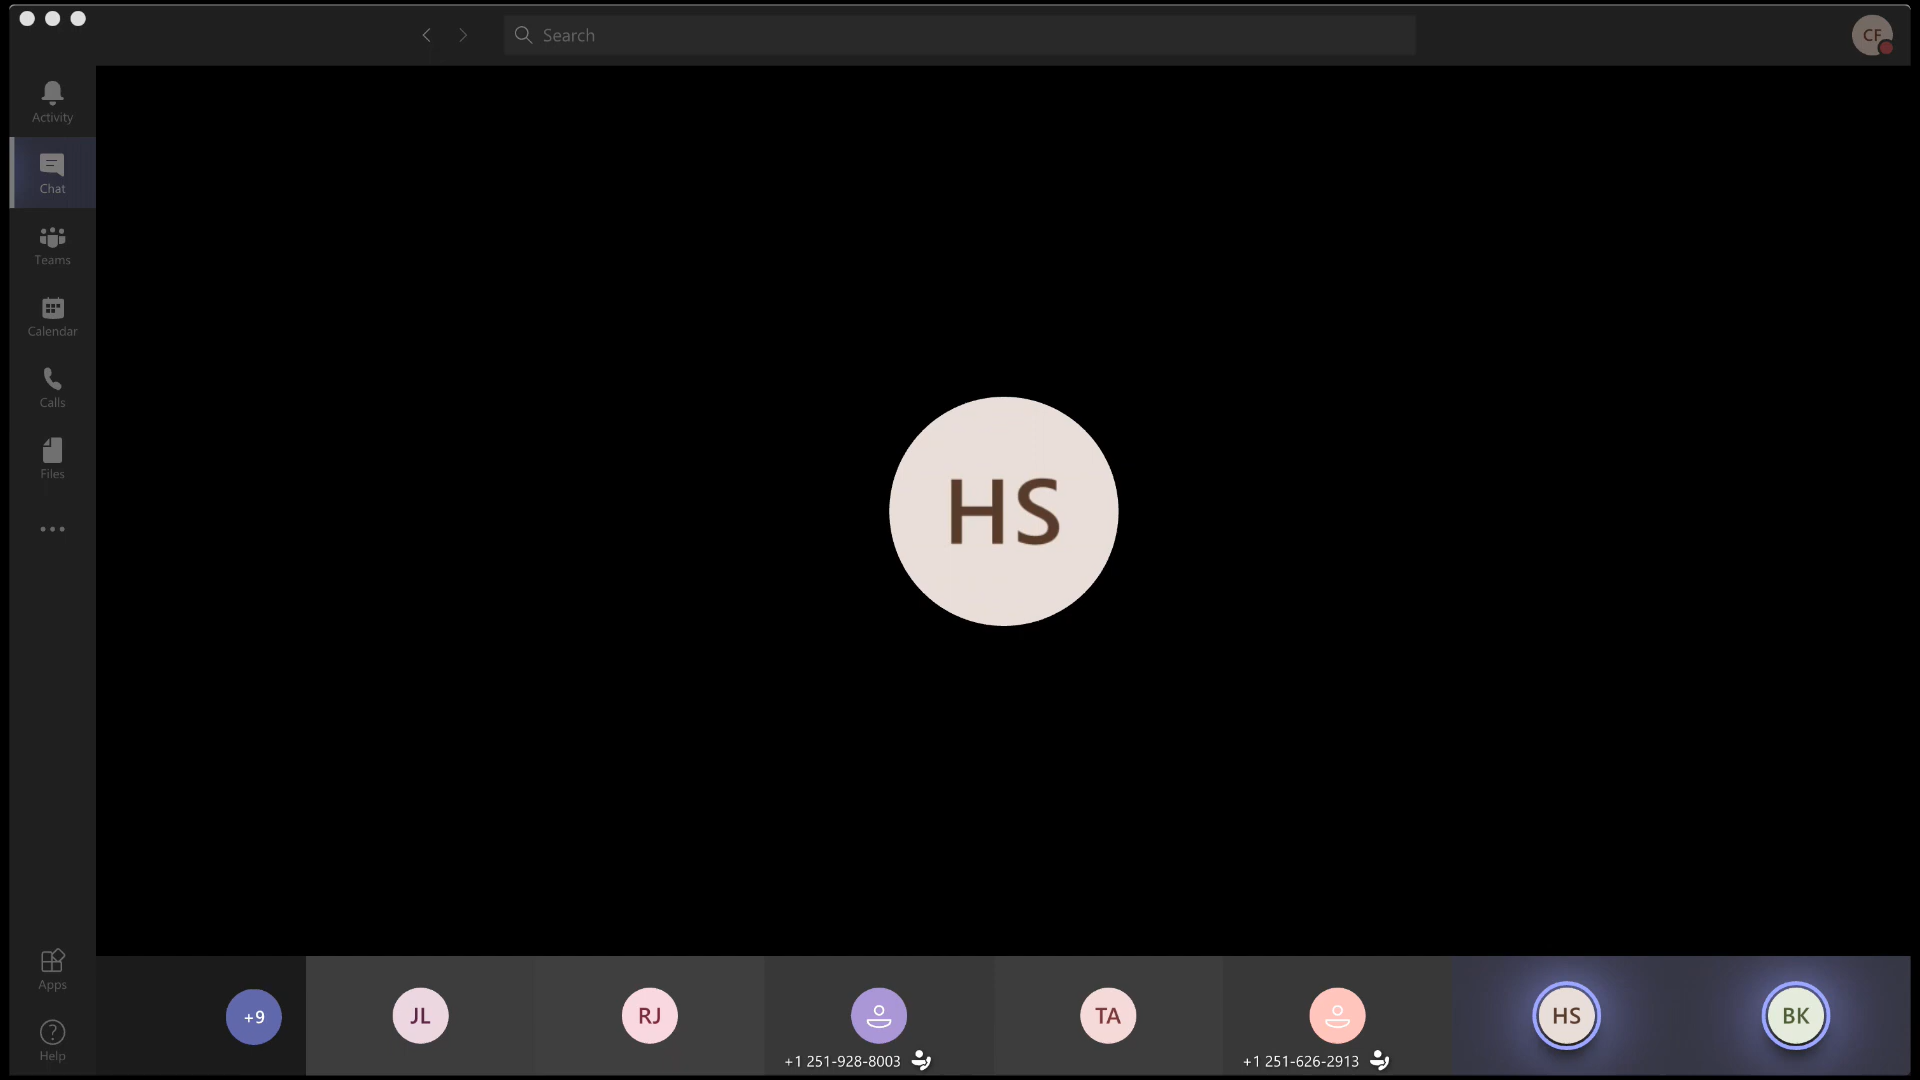 Search
CF
Activity
Chat
Teams
Calendar
Calls
Files
HS
Apps
Help
+9
JL
RJ
+1 251-928-8003
TA
+1 251-626-2913
HS
BK